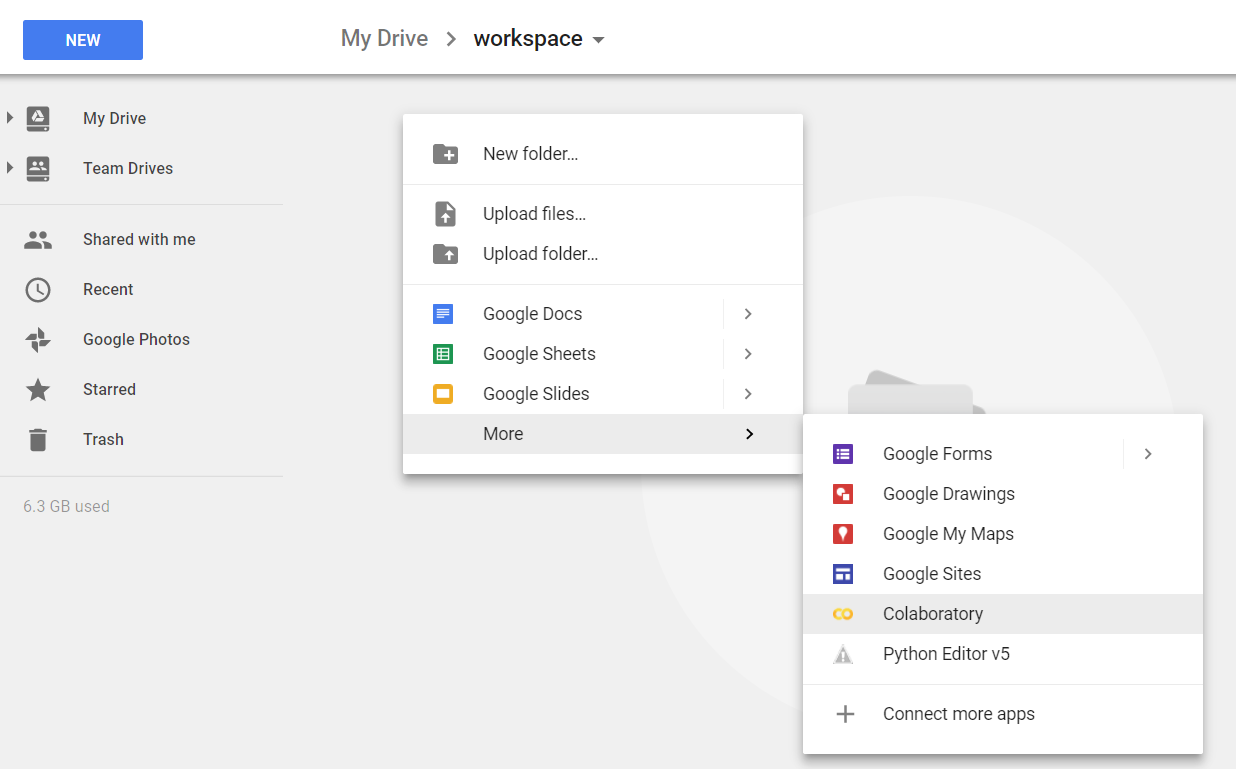 NEW
My Drive
workspace
My Drive
Team Drives
Shared with me
Recent
Google Photos
Starred
Trash
6.3 GB used
New folder...
Upload files...
Upload folder...
Google Docs
Google Sheets
Google Slides
More
Google Forms
Google Drawings
Google My Maps
Google Sites
Colaboratory
Python Editor v5
Connect more apps